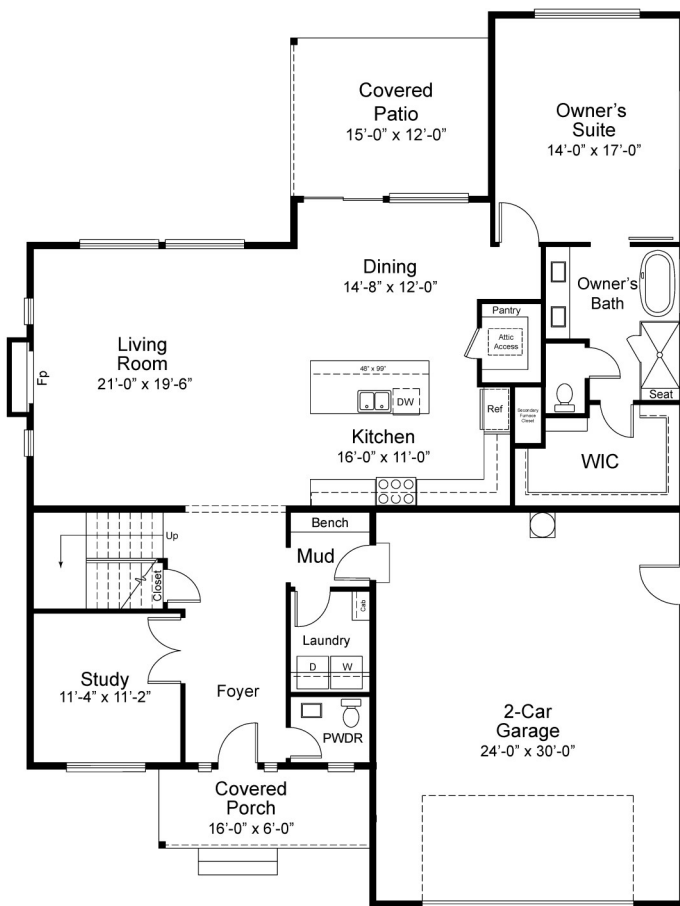 Covered
Patio
15'-0" x 12'-0"
Owner's
Suite
14'-0" x 17'-0"
Dining
14'-8" x 12'-0"
Owner's
Bath
Pantry
Attic
Access
Living
Room
21'-0" x 19'-6"
Fp
48" x 99"
DW
Ref
Seat
Secondary
Furnace
Closet
Kitchen
16'-0" x 11'-0"
WIC
Bench
Up
Mud
Closet
Cab
Laundry
D
W
Study
11'-4" x 11'-2"
Foyer
PWDR
2-Car
Garage
24'-0" x 30'-0"
Covered
Porch
16'-0" x 6'-0"